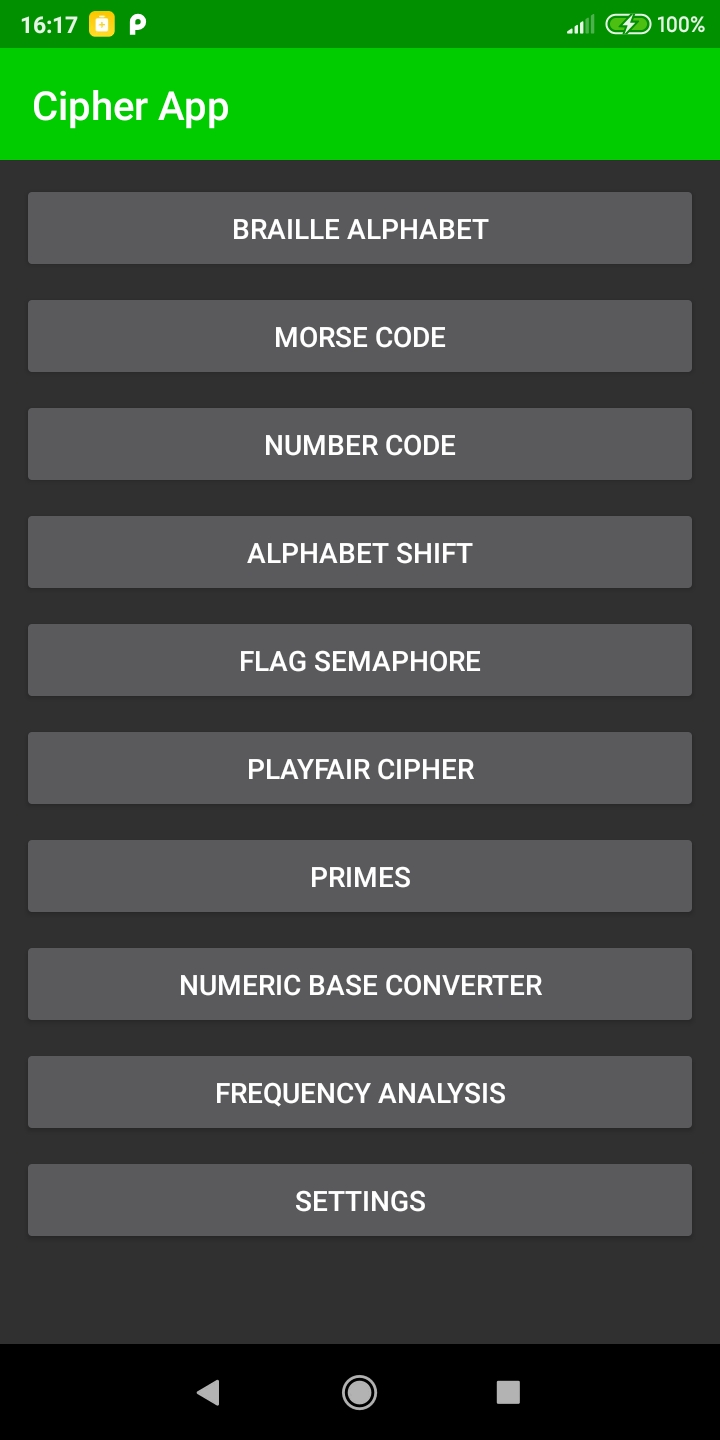 16:17 100%
Cipher App
BRAILLE ALPHABET
MORSE CODE
NUMBER CODE
ALPHABET SHIFT
FLAG SEMAPHORE
PLAYFAIR CIPHER
PRIMES
NUMERIC BASE CONVERTER
FREQUENCY ANALYSIS
SETTINGS